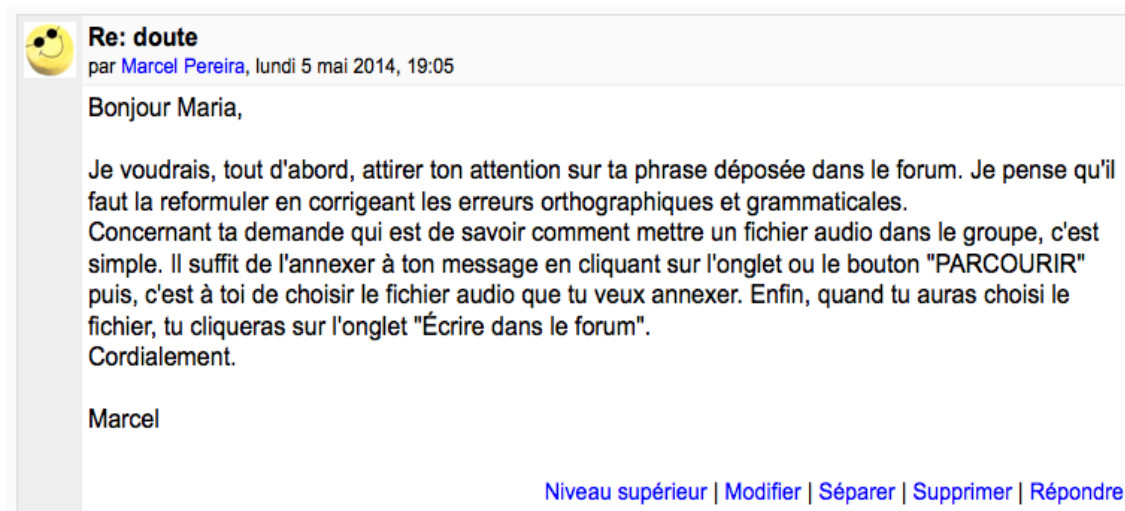 Re: doute
par Marcel Pereira, lundi 5 mai 2014, 19:05
Bonjour Maria,
Je voudrais, tout d'abord, attirer ton attention sur ta phrase déposée dans le forum. Je pense qu'il
faut la reformuler en corrigeant les erreurs orthographiques et grammaticales.
Concernant ta demande qui est de savoir comment mettre un fichier audio dans le groupe, c'est
simple. Il suffit de l'annexer à ton message en cliquant sur l'onglet ou le bouton "PARCOURIR"
puis, c'est à toi de choisir le fichier audio que tu veux annexer. Enfin, quand tu auras choisi le
fichier, tu cliqueras sur l'onglet "Écrire dans le forum".
Cordialement.
Marcel
Niveau supérieur | Modifier | Séparer | Supprimer | Répondre